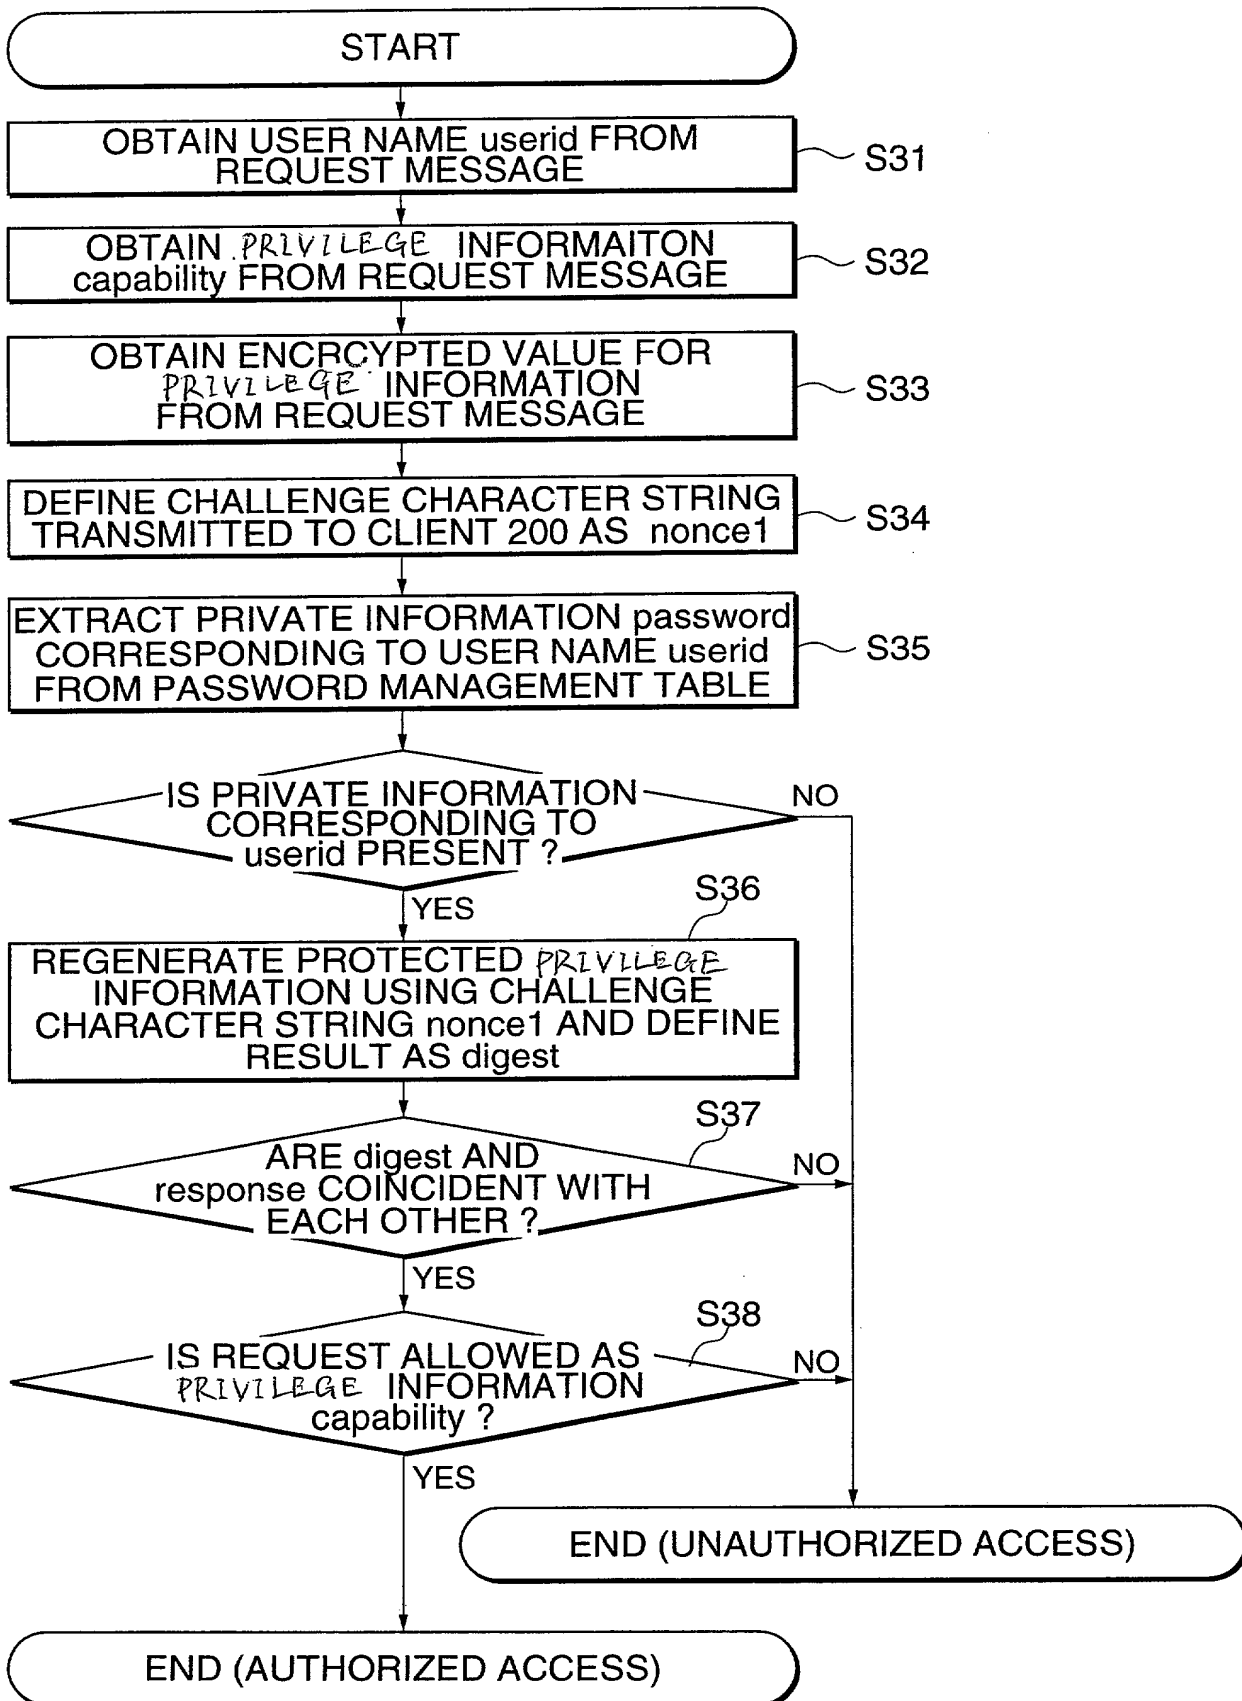 START
OBTAIN USER NAME userid FROM
REQUEST MESSAGE
S31
OBTAIN PRIVILEGE INFORMAITON
capability FROM REQUEST MESSAGE
S32
OBTAIN ENCRCYPTED VALUE FOR
PRIVILEGE INFORMATION
FROM REQUEST MESSAGE
S33
DEFINE CHALLENGE CHARACTER STRING
TRANSMITTED TO CLIENT 200 AS nonce1
S34
EXTRACT PRIVATE INFORMATION password
CORRESPONDING TO USER NAME userid
FROM PASSWORD MANAGEMENT TABLE
S35
IS PRIVATE INFORMATION
CORRESPONDING TO
userid PRESENT ?
NO
YES
S36
REGENERATE PROTECTED PRIVILEGE
INFORMATION USING CHALLENGE
CHARACTER STRING nonce1 AND DEFINE
RESULT AS digest
S37
ARE digest AND
response COINCIDENT WITH
EACH OTHER ?
NO
YES
S38
IS REQUEST ALLOWED AS
PRIVILEGE INFORMATION
capability ?
NO
YES
END (UNAUTHORIZED ACCESS)
END (AUTHORIZED ACCESS)